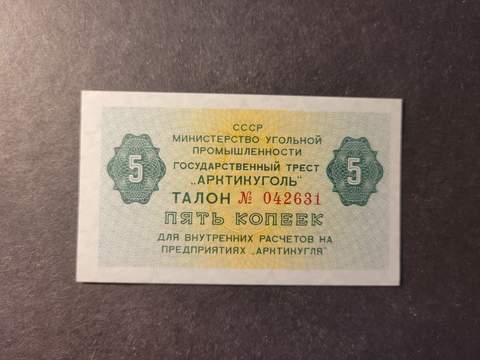 СССР
МИНИСТЕРСТВО УГОЛЬНОЙ
ПРОМЫШЛЕННОСТИ
ГОСУДАРСТВЕННЫЙ ТРЕСТ
„АРКТИКУГОЛЬ"
5 5
ТАЛОН № 042631
ПЯТЬ КОПЕЕК
ДЛЯ ВНУТРЕННИХ РАСЧЕТОВ НА
ПРЕДПРИЯТИЯХ „АРКТИКУГЛЯ"